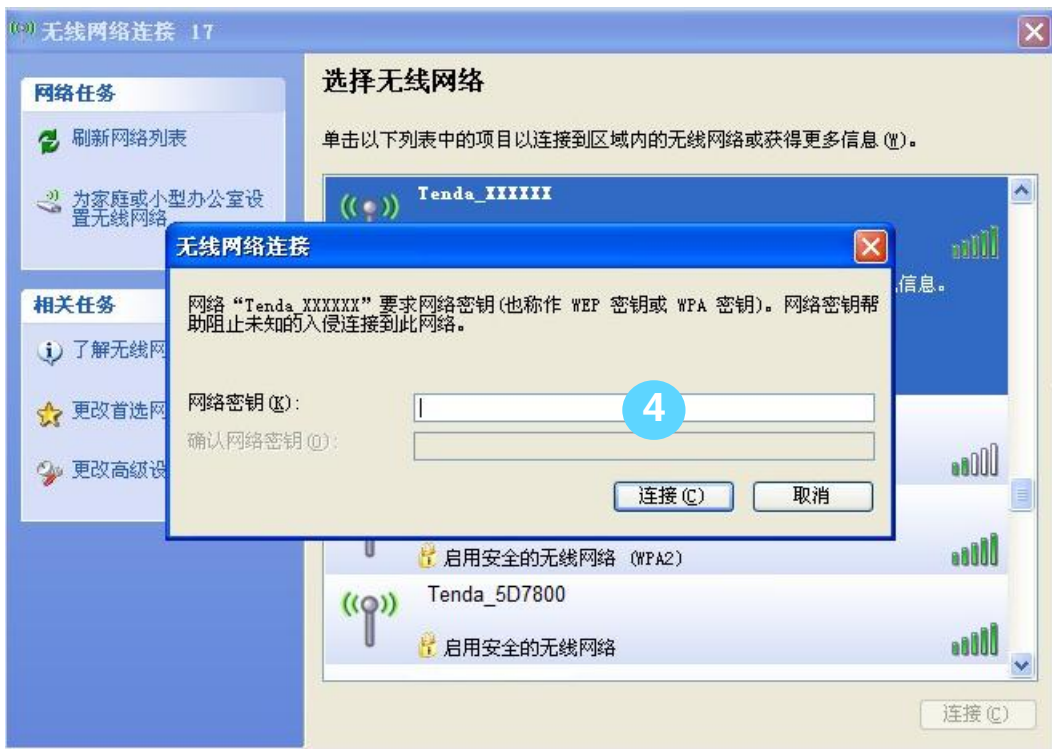 无线网络连接 17
网络任务
刷新网络列表
为家庭或小型办公室设
置无线网络
相关任务
了解无线网
更改首选网
更改高级设
选择无线网络
单击以下列表中的项目以连接到区域内的无线网络或获得更多信息(W)。
Tenda_XXXXXX
信息。
无线网络连接
网络“Tenda_XXXXXX”要求网络密钥(也称作 WEP 密钥或 WPA 密钥)。网络密钥帮
助阻止未知的入侵连接到此网络。
网络密钥(K):
4
确认网络密钥(O):
连接(C)
取消
启用安全的无线网络 (WPA2)
Tenda_5D7800
启用安全的无线网络
连接(C)